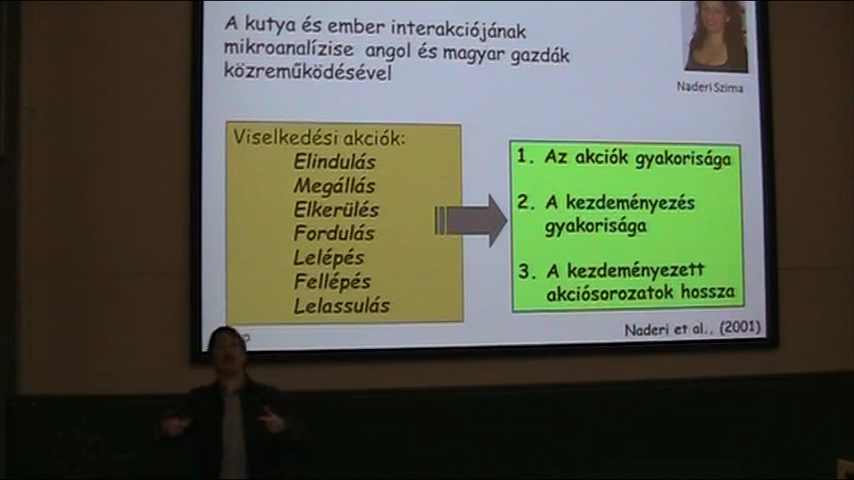 A kutya és ember interakciójának
mikroanalízise angol és magyar gazdák
közreműködésével
Naderi Szima
Viselkedési akciók:
Elindulás
Megállás
Elkerülés
Fordulás
Lelépés
Fellépés
Lelassulás
1. Az akciók gyakorisága
2. A kezdeményezés
gyakorisága
3. A kezdeményezett
akciósorozatok hossza
Naderi et al., (2001)